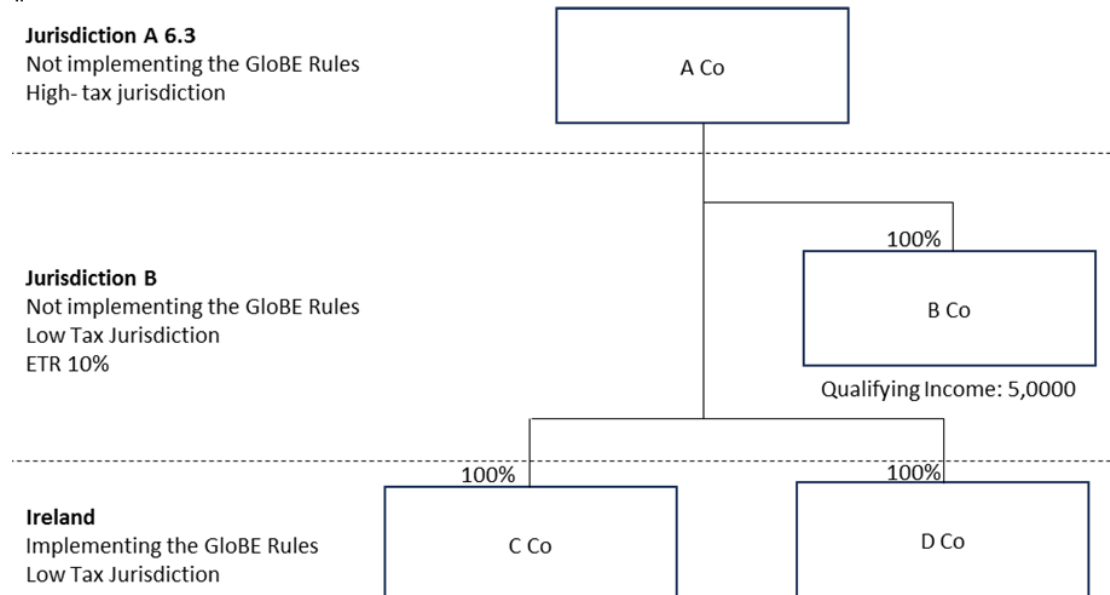 Jurisdiction A 6.3
Not implementing the GloBE Rules
High- tax jurisdiction
A Co
Jurisdiction B
Not implementing the GloBE Rules
Low Tax Jurisdiction
ETR 10%
100%
B Co
Qualifying Income: 5,0000
Ireland
Implementing the GloBE Rules
Low Tax Jurisdiction
100%
C Co
100%
D Co